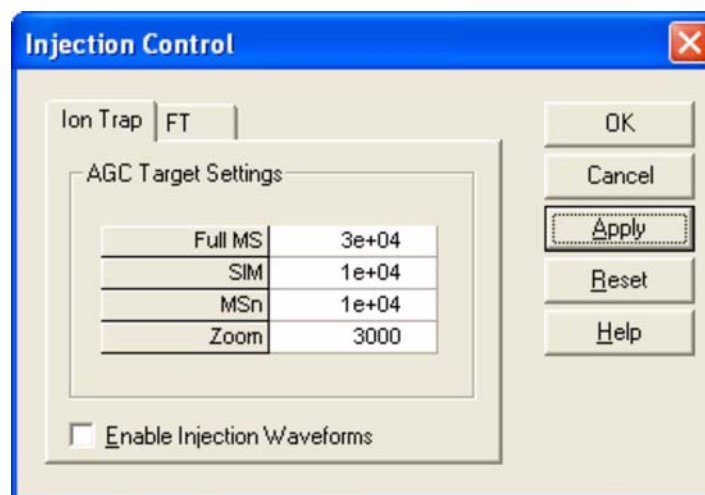 Injection Control
Ion Trap
FT
AGC Target Settings
Full MS 3e+04
SIM 1e+04
MSn 1e+04
Zoom 3000
Enable Injection Waveforms
OK
Cancel
Apply
Reset
Help